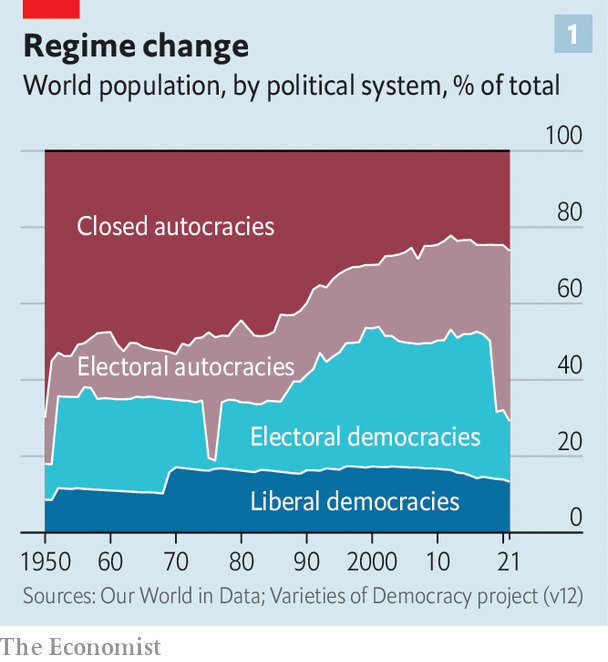 1
Regime change
World population, by political system, % of total
100
80
60
40
20
0
Closed autocracies
Electoral autocracies
Electoral democracies
Liberal democracies
1950 60 70 80 90 2000 10 21
Sources: Our World in Data; Varieties of Democracy project (v12)
The Economist